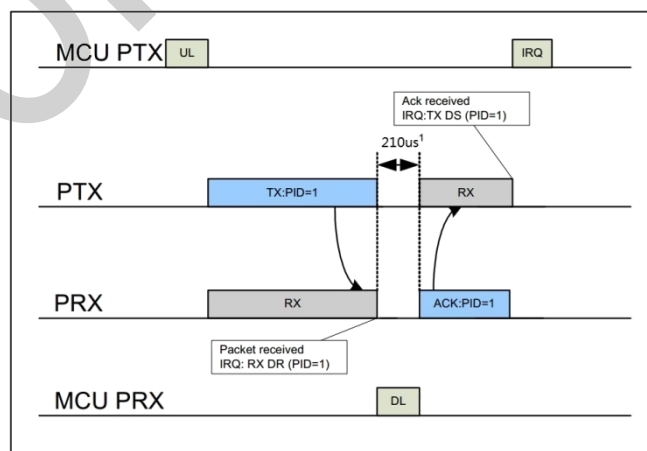 MCU PTX
UL
IRQ
Ack received
IRQ:TX DS (PID=1)
210us1
PTX
TX:PID=1
RX
PRX
RX
ACK:PID=1
Packet received
IRQ: RX DR (PID=1)
MCU PRX
DL